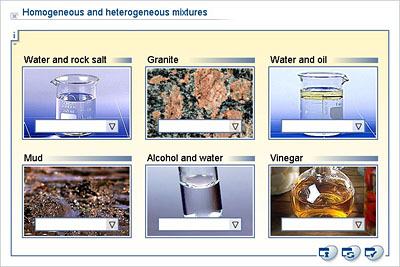 Homogeneous and heterogeneous mixtures
Water and rock salt
Granite
Water and oil
Mud
Alcohol and water
Vinegar